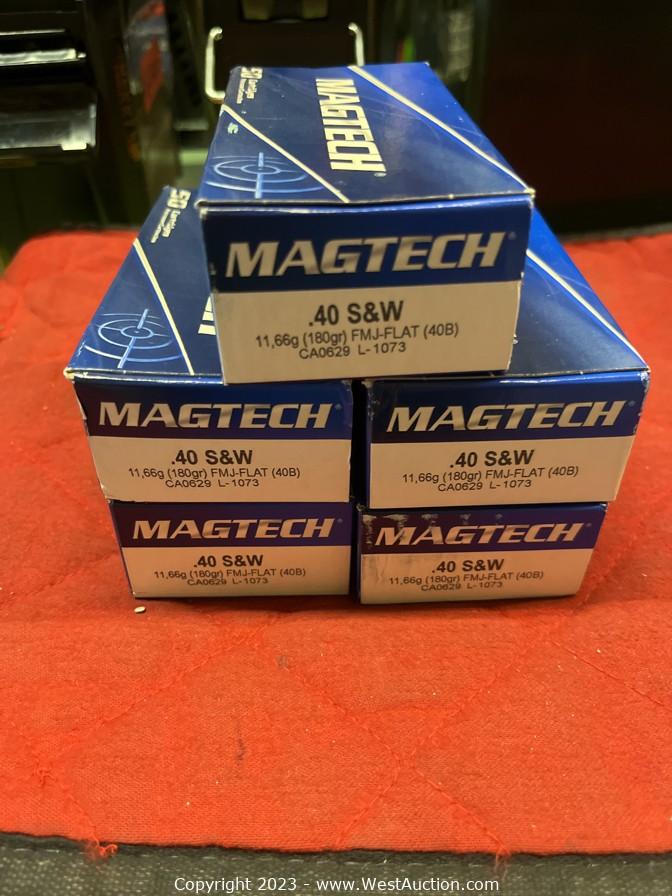 50 Cartridges
MAGTECH
MAGTECH
.40 S&W
11,66g (180gr) FMJ-FLAT (40B)
CA0629 L-1073
50 Cartridges
MAGTECH
.40 S&W
11,66g (180gr) FMJ-FLAT (40B)
CA0629 L-1073
MAGTECH
.40 S&W
11,66g (180gr) FMJ-FLAT (40B)
CA0629 L-1073
MAGTECH
.40 S&W
11,66g (180gr) FMJ-FLAT (40B)
CA0629 L-1073
MAGTECH
.40 S&W
11,66g (180gr) FMJ-FLAT (40B)
CA0629 L-1073
Copyright 2023 - www.WestAuction.com